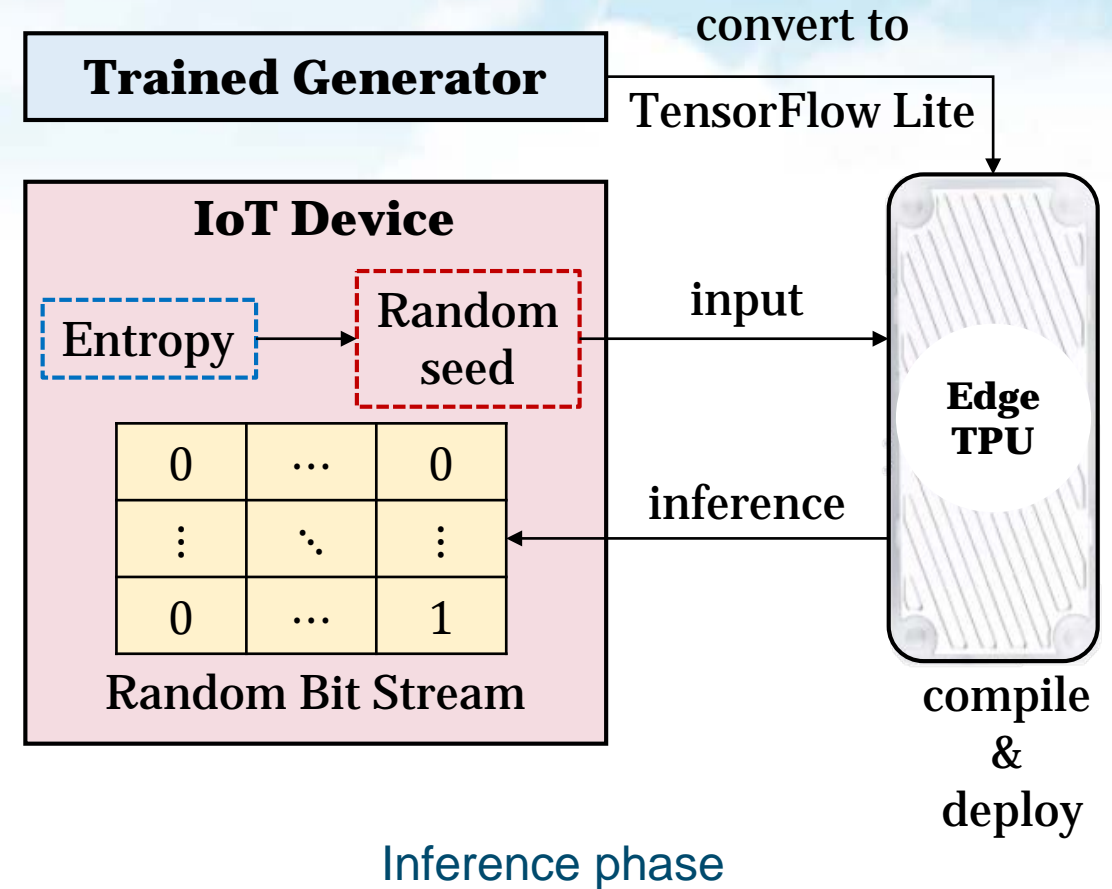 convert to
Trained Generator
TensorFlow Lite
IoT Device
Entropy
Random
seed
input
Edge
TPU
0 ⋯ 0
⋮ ⋱ ⋮
0 ⋯ 1
inference
Random Bit Stream
compile
&
deploy
Inference phase